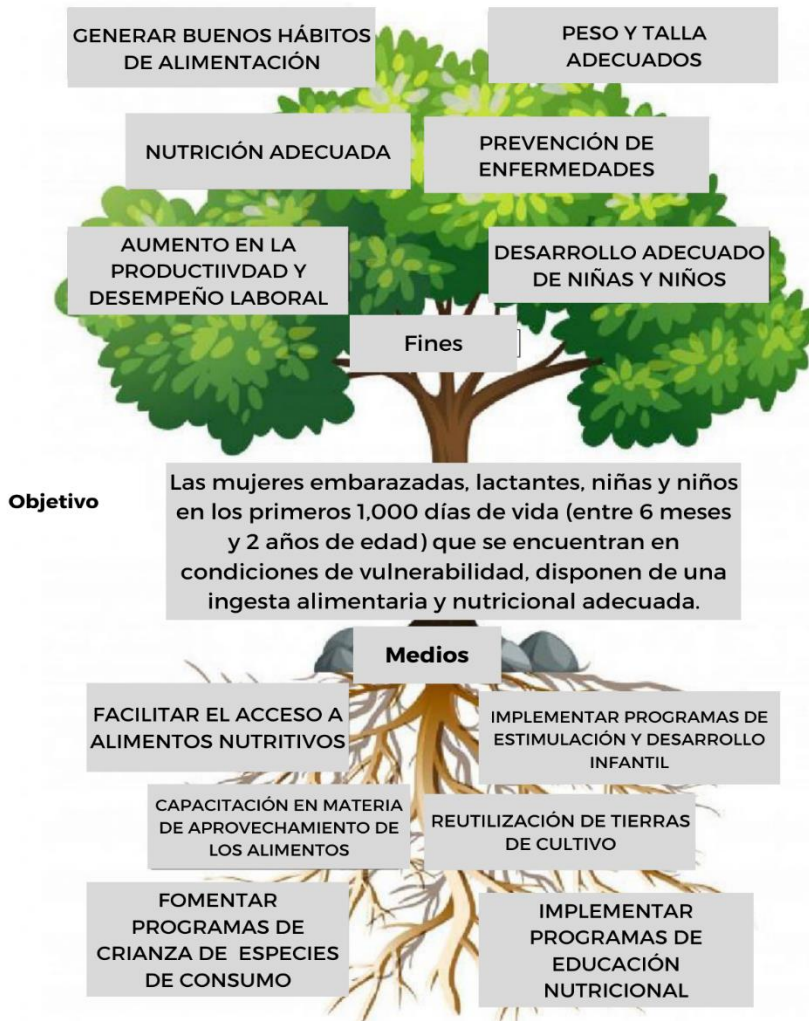 GENERAR BUENOS HÁBITOS
DE ALIMENTACIÓN
PESO Y TALLA
ADECUADOS
NUTRICIÓN ADECUADA
PREVENCIÓN DE
ENFERMEDADES
AUMENTO EN LA
PRODUCTIIVDAD Y
DESEMPEÑO LABORAL
DESARROLLO ADECUADO
DE NIÑAS Y NIÑOS
Fines
Objetivo
Las mujeres embarazadas, lactantes, niñas y niños
en los primeros 1,000 días de vida (entre 6 meses
y 2 años de edad) que se encuentran en
condiciones de vulnerabilidad, disponen de una
ingesta alimentaria y nutricional adecuada.
Medios
FACILITAR EL ACCESO A
ALIMENTOS NUTRITIVOS
IMPLEMENTAR PROGRAMAS DE
ESTIMULACIÓN Y DESARROLLO
INFANTIL
CAPACITACIÓN EN MATERIA
DE APROVECHAMIENTO DE
LOS ALIMENTOS
REUTILIZACIÓN DE TIERRAS
DE CULTIVO
FOMENTAR
PROGRAMAS DE
CRIANZA DE ESPECIES
DE CONSUMO
IMPLEMENTAR
PROGRAMAS DE
EDUCACIÓN
NUTRICIONAL